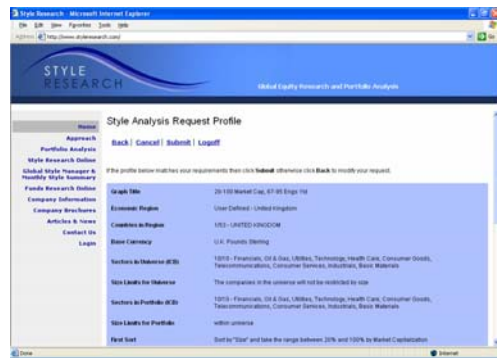 Style Research - Microsoft Internet Explorer
File Edit View Favorites Tools Help
Address http://www.styleresearch.com/ Go
STYLE
RESEARCH
Global Equity Research and Portfolio Analysis
Home
Approach
Portfolio Analysis
Style Research Online
Global Style Manager &
Monthly Style Summary
Funds Research Online
Company Information
Company Brochures
Articles & News
Contact Us
Login
Style Analysis Request Profile
Back | Cancel | Submit | Logoff
If the profile below matches your requirements then click Submit otherwise click Back to modify your request.
Graph Title
Economic Region User Defined - United Kingdom
Countries in Region 1/53 - UNITED KINGDOM
Base Currency U.K. Pounds Sterling
Sectors in Universe (ICB) 10/10 - Financials, Oil & Gas, Utilities, Technology, Health Care, Consumer Goods,
Telecommunications, Consumer Services, Industrials, Basic Materials
Size Limits for Universe The companies in the universe will not be restricted by size
Sectors in Portfolio (ICB) 10/10 - Financials, Oil & Gas, Utilities, Technology, Health Care, Consumer Goods,
Telecommunications, Consumer Services, Industrials, Basic Materials
Size Limits for Portfolio within universe
First Sort Sort by "Size" and take the range between 20% and 100% by Market Capitalization
Done Internet